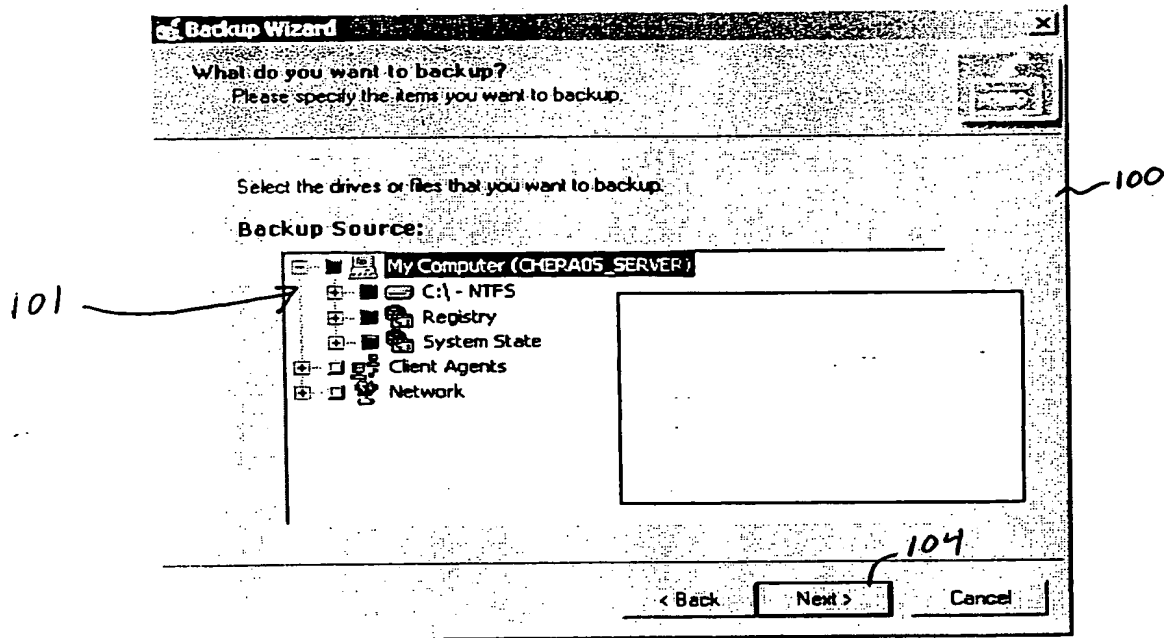 Backup Wizard
What do you want to backup?
Please specify the items you want to backup.
Select the drives or files that you want to backup.
100
Backup Source:
My Computer (CHERA05_SERVER)
101
C:\ - NTFS
Registry
System State
Client Agents
Network
104
< Back
Next >
Cancel